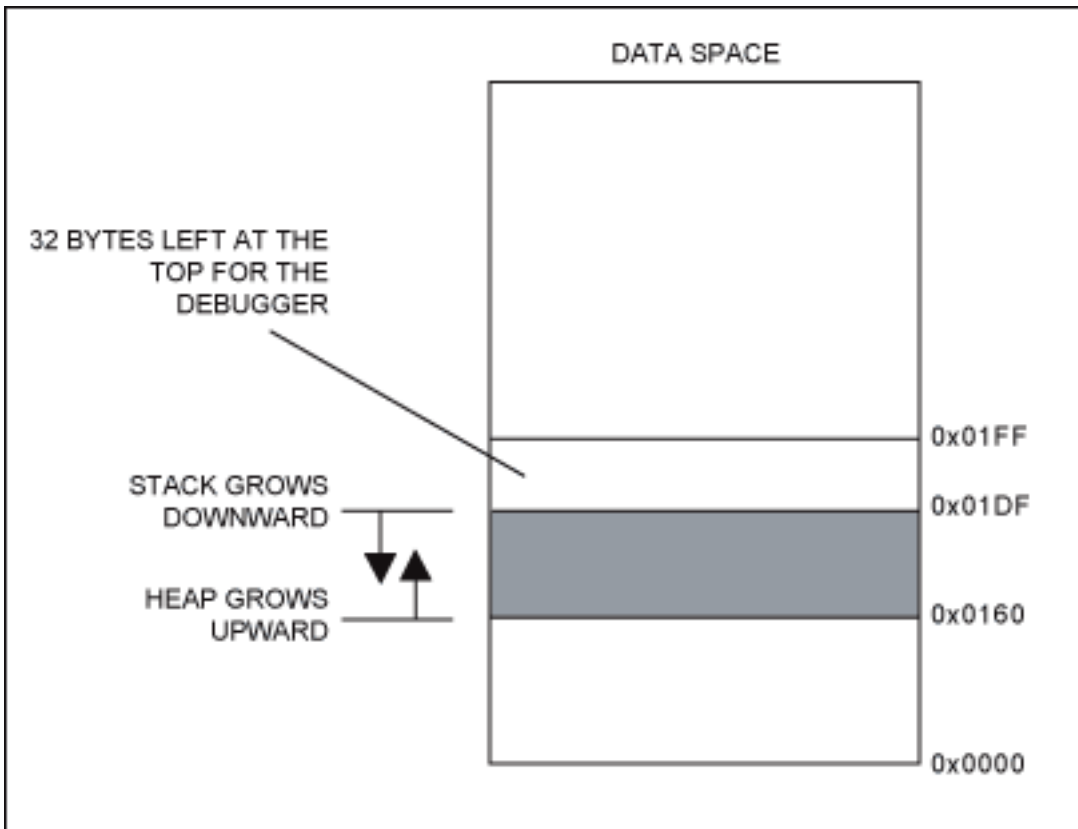 DATA SPACE
32 BYTES LEFT AT THE
TOP FOR THE
DEBUGGER
0x01FF
STACK GROWS
DOWNWARD
0x01DF
HEAP GROWS
UPWARD
0x0160
0x0000